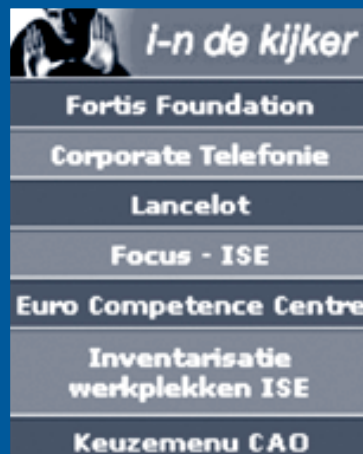 i-n de kijker
Fortis Foundation
Corporate Telefonie
Lancelot
Focus - ISE
Euro Competence Centre
Inventarisatie
werkplekken ISE
Keuzemenu CAO